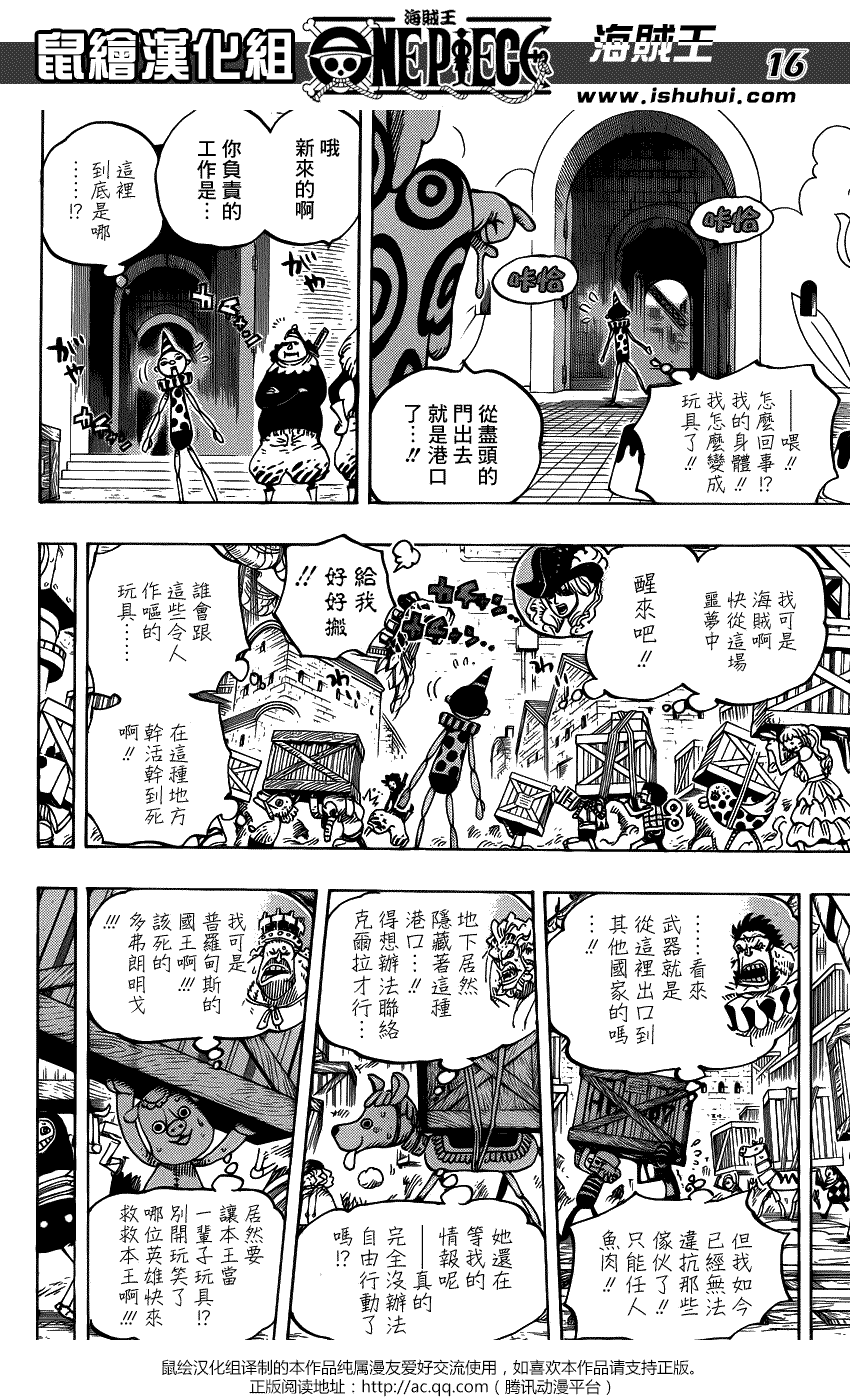 鼠繪漢化組
海賊王
ONE PIECE
海賊王
www.ishuhui.com
16
咔恰
咔恰
——喂!!
怎麼回事!?
我的身體!!
我怎麼變成
玩具了!!
從盡頭的
門出去
就是港口
了…!!
哦
新來的啊
你負責的
工作是…
這裡
到底是哪
……!?
我可是
海賊啊
快從這場
噩夢中
醒來吧!!
給我
好好搬
!!
誰會跟
這些令人
作嘔的
玩具……
在這種地方
幹活幹到死
啊!!
……看來
武器就是
從這裡出口到
其他國家的嗎
…
但我如今
已經無法
違抗那些
傢伙了!!
只能任人
魚肉!!
地下居然
隱藏著這種
港口…!!
得想辦法聯絡
克爾拉才行…
她還在
等我的
情報呢
——真的
完全沒辦法
自由行動了
嗎!?
我可是
普羅甸斯的
國王啊!!!
該死的
多弗朗明戈
!!!
居然要
讓本王當
一輩子玩具!?
別開玩笑了
哪位英雄快來
救救本王啊!!!
鼠绘汉化组译制的本作品纯属漫友爱好交流使用，如喜欢本作品请支持正版。
正版阅读地址：http://ac.qq.com（腾讯动漫平台）